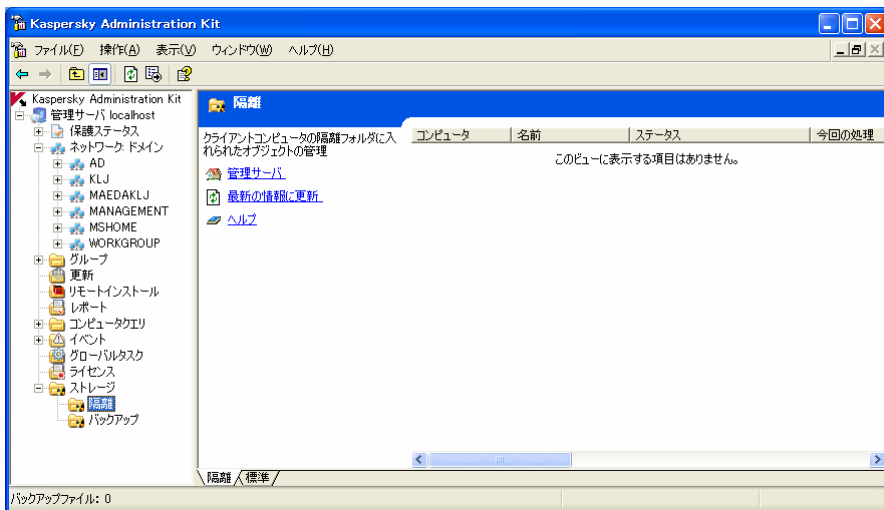 Kaspersky Administration Kit
ファイル(F) 操作(A) 表示(V) ウィンドウ(W) ヘルプ(H)
Kaspersky Administration Kit
管理サーバ localhost
保護ステータス
ネットワーク: ドメイン
AD
KLJ
MAEDAKLJ
MANAGEMENT
MSHOME
WORKGROUP
グループ
更新
リモートインストール
レポート
コンピュータクエリ
イベント
グローバルタスク
ライセンス
ストレージ
隔離
バックアップ
隔離
クライアントコンピュータの隔離フォルダに入
れられたオブジェクトの管理
管理サーバ
最新の情報に更新
ヘルプ
コンピュータ 名前 ステータス 今回の処理
このビューに表示する項目はありません。
隔離 標準
バックアップファイル: 0